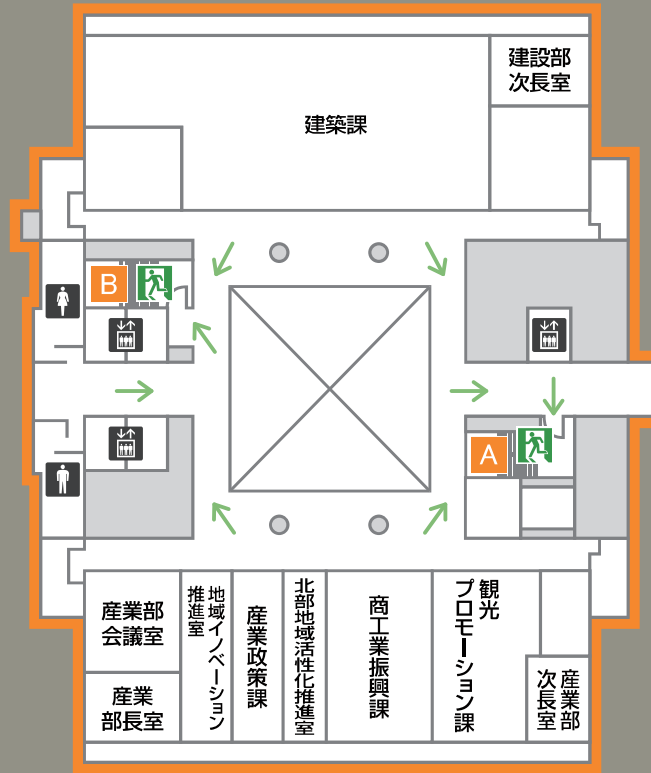 建築課
建設部
次長室
B
A
産業部
会議室
産業
部長室
地域イノベーション
推進室
産業政策課
北部地域活性化推進室
商工業振興課
観光
プロモーション課
産業部
次長室